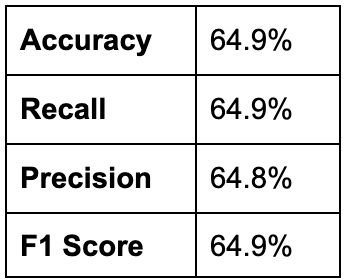 Accuracy 64.9%
Recall 64.9%
Precision 64.8%
F1 Score 64.9%